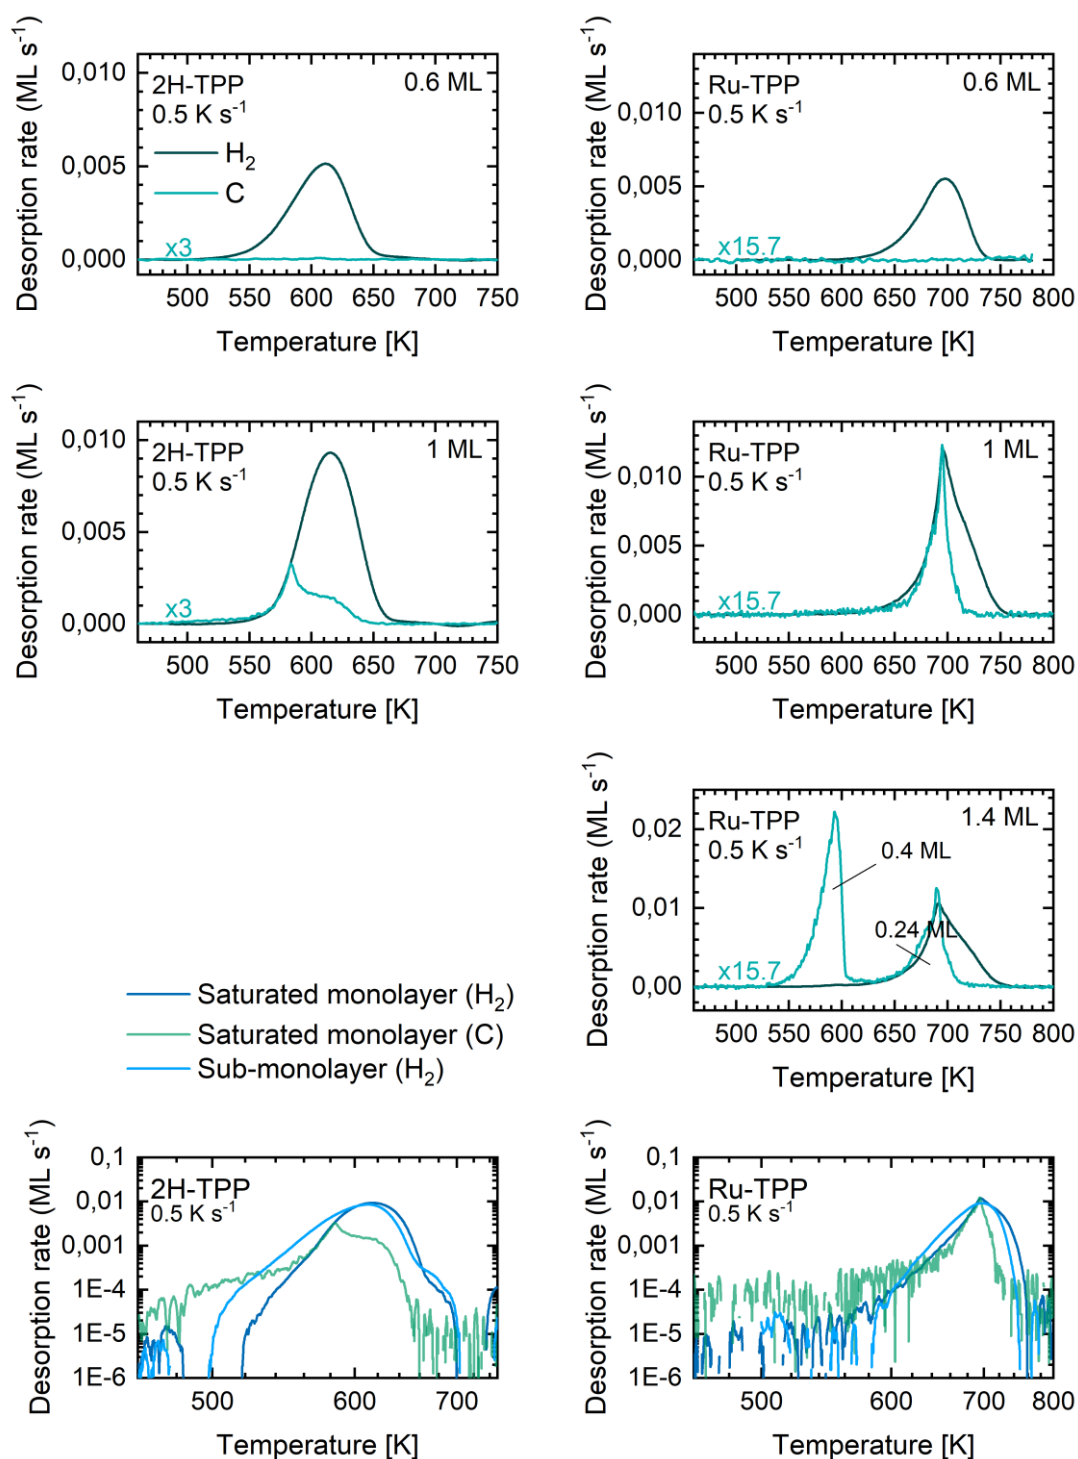 Desorption rate (ML s⁻¹)
0,010
0,005
0,000
2H-TPP
0.5 K s⁻¹
0.6 ML
H₂
C
x3
500 550 600 650 700 750
Temperature [K]
Desorption rate (ML s⁻¹)
0,010
0,005
0,000
Ru-TPP
0.5 K s⁻¹
0.6 ML
x15.7
500 550 600 650 700 750 800
Temperature [K]
Desorption rate (ML s⁻¹)
0,010
0,005
0,000
2H-TPP
0.5 K s⁻¹
1 ML
x3
500 550 600 650 700 750
Temperature [K]
Desorption rate (ML s⁻¹)
0,010
0,005
0,000
Ru-TPP
0.5 K s⁻¹
1 ML
x15.7
500 550 600 650 700 750 800
Temperature [K]
Desorption rate (ML s⁻¹)
0,02
0,01
0,00
Ru-TPP
0.5 K s⁻¹
1.4 ML
0.4 ML
0.24 ML
x15.7
500 550 600 650 700 750 800
Temperature [K]
Saturated monolayer (H₂)
Saturated monolayer (C)
Sub-monolayer (H₂)
Desorption rate (ML s⁻¹)
0,1
0,01
0,001
1E-4
1E-5
1E-6
2H-TPP
0.5 K s⁻¹
500 600 700
Temperature [K]
Desorption rate (ML s⁻¹)
0,1
0,01
0,001
1E-4
1E-5
1E-6
Ru-TPP
0.5 K s⁻¹
500 600 700 800
Temperature [K]